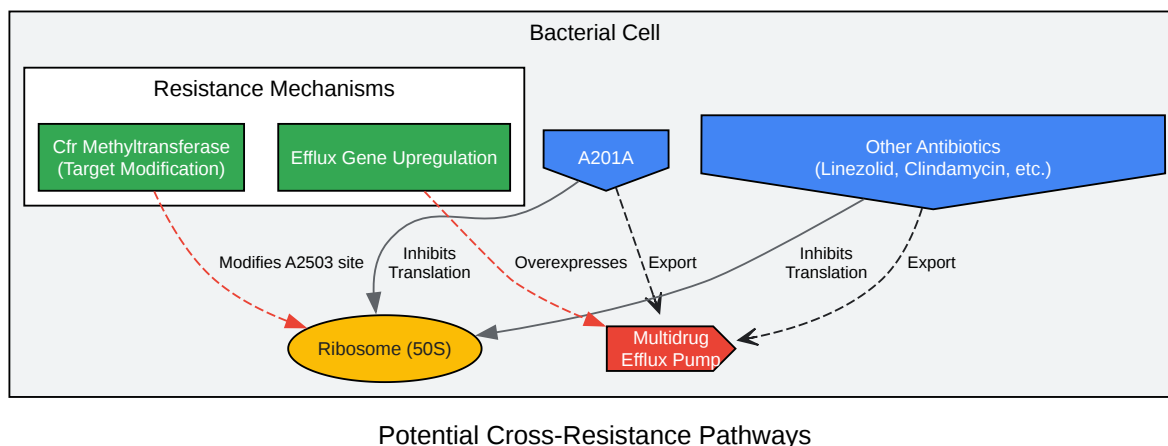 Bacterial Cell
Resistance Mechanisms
Cfr Methyltransferase
(Target Modification)
Efflux Gene Upregulation
A201A
Other Antibiotics
(Linezolid, Clindamycin, etc.)
Modifies A2503 site
Inhibits
Translation
Overexpresses
Export
Inhibits
Translation
Export
Ribosome (50S)
Multidrug
Efflux Pump
Potential Cross-Resistance Pathways